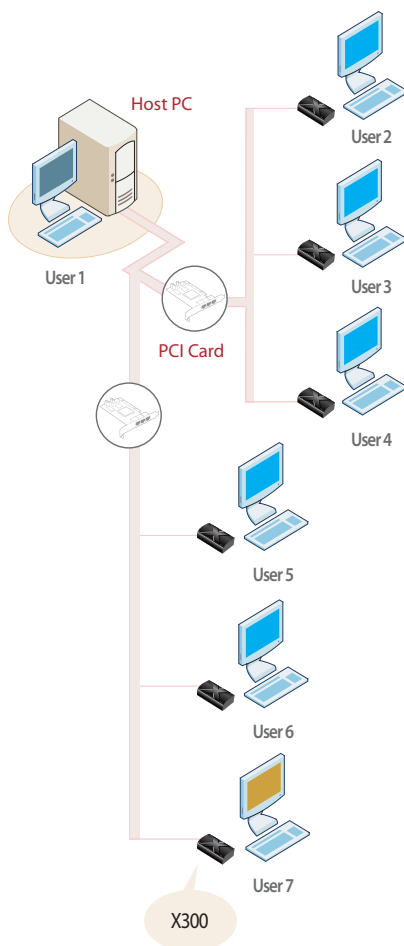 Host PC
User 1
User 2
User 3
PCI Card
User 4
User 5
User 6
User 7
X300